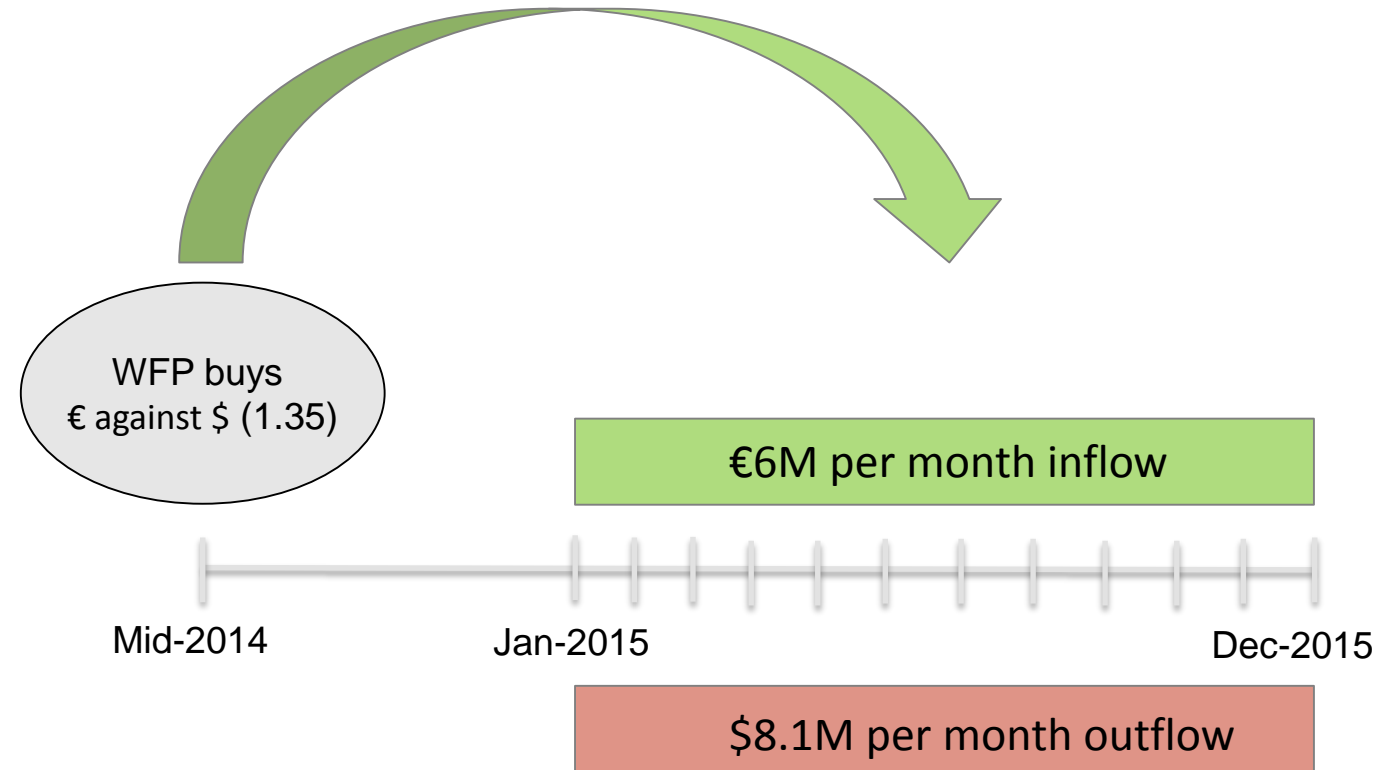 WFP buys
€ against $ (1.35)
€6M per month inflow
Mid-2014
Jan-2015
Dec-2015
$8.1M per month outflow